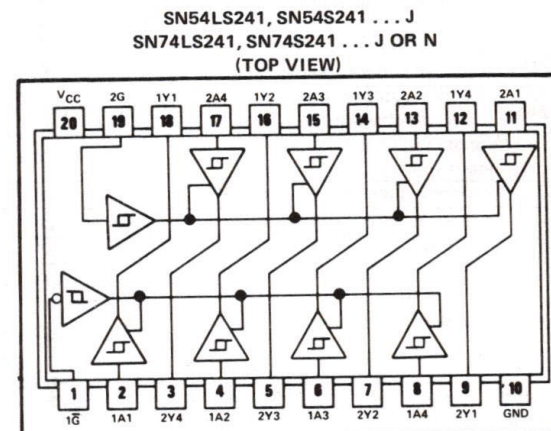 SN54LS241, SN54S241 . . . J
SN74LS241, SN74S241 . . . J OR N
(TOP VIEW)
VCC 2G 1Y1 2A4 1Y2 2A3 1Y3 2A2 1Y4 2A1
20 19 18 17 16 15 14 13 12 11
1 2 3 4 5 6 7 8 9 10
1G̅ 1A1 2Y4 1A2 2Y3 1A3 2Y2 1A4 2Y1 GND